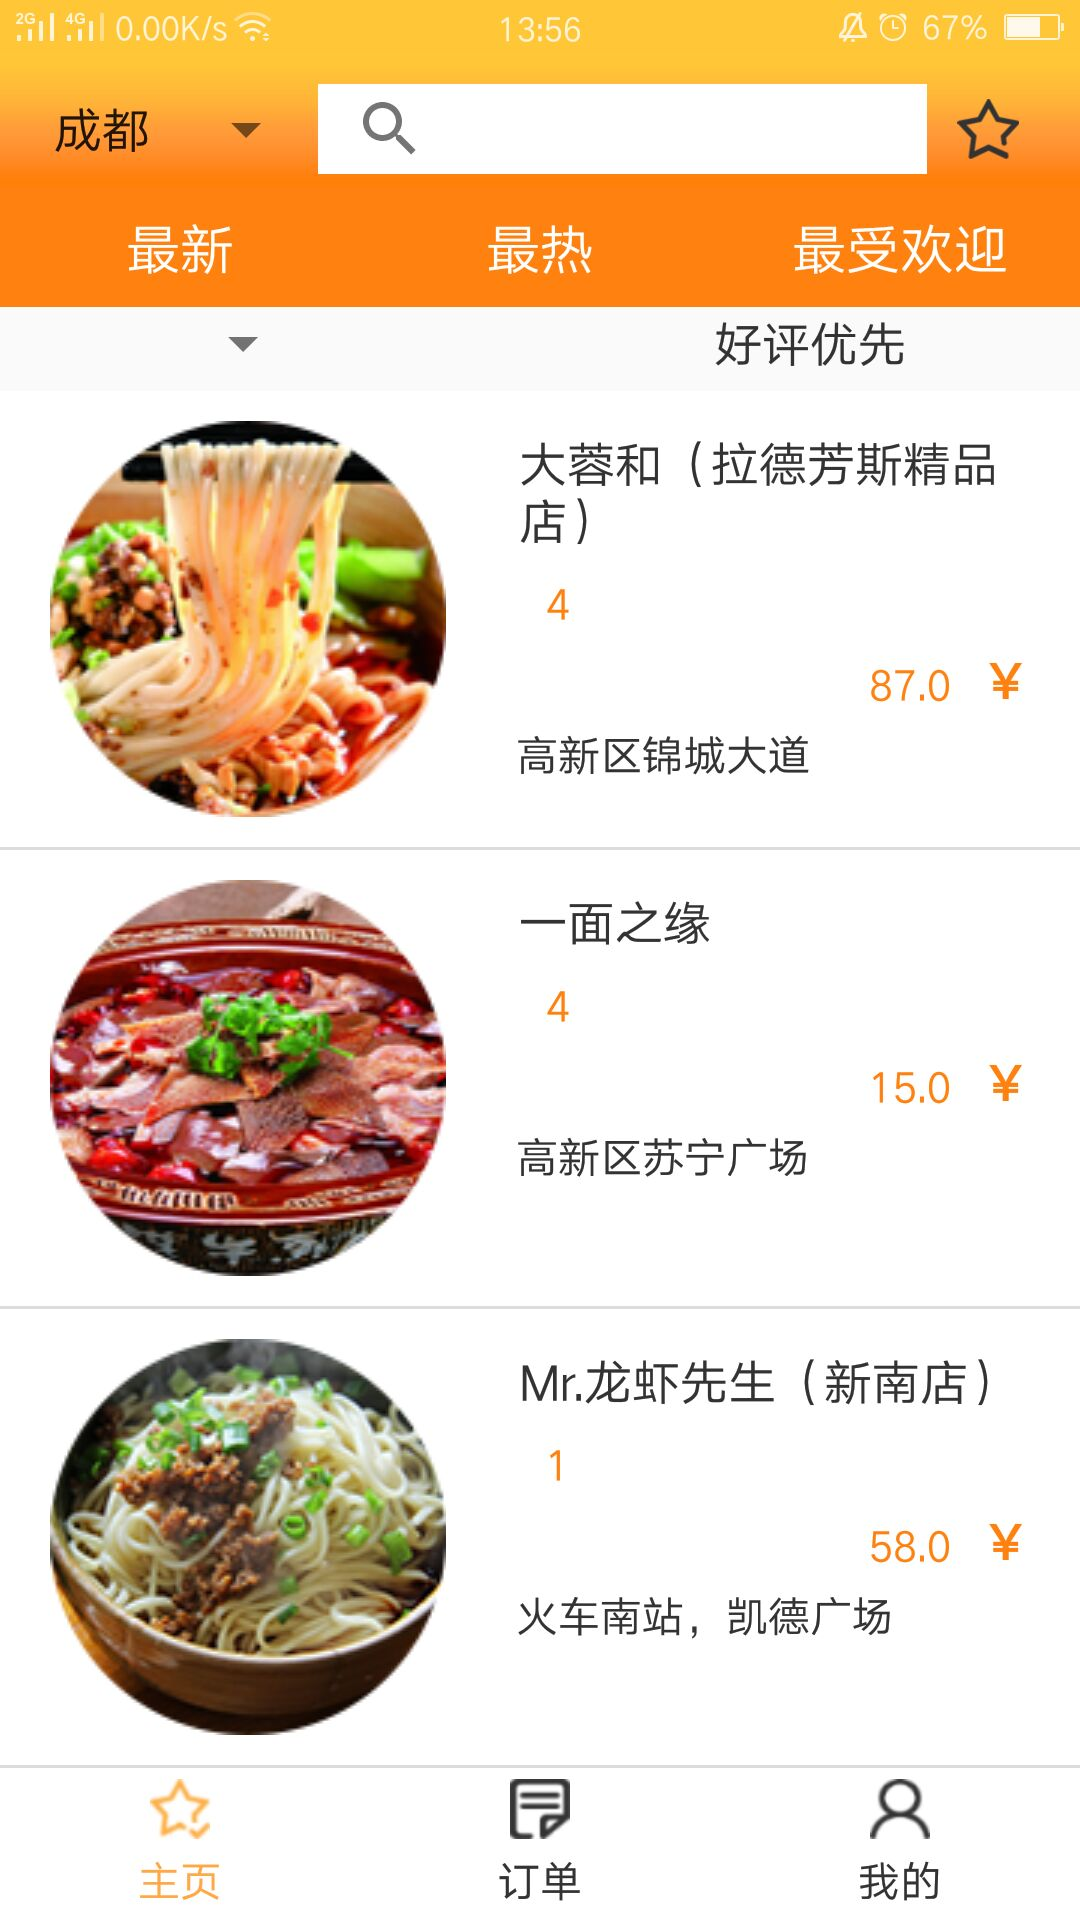 2G 4G 0.00K/s 13:56 67%
成都
最新 最热 最受欢迎
好评优先
大蓉和（拉德芳斯精品
店）
4
87.0 ¥
高新区锦城大道
一面之缘
4
15.0 ¥
高新区苏宁广场
Mr.龙虾先生（新南店）
1
58.0 ¥
火车南站，凯德广场
主页 订单 我的